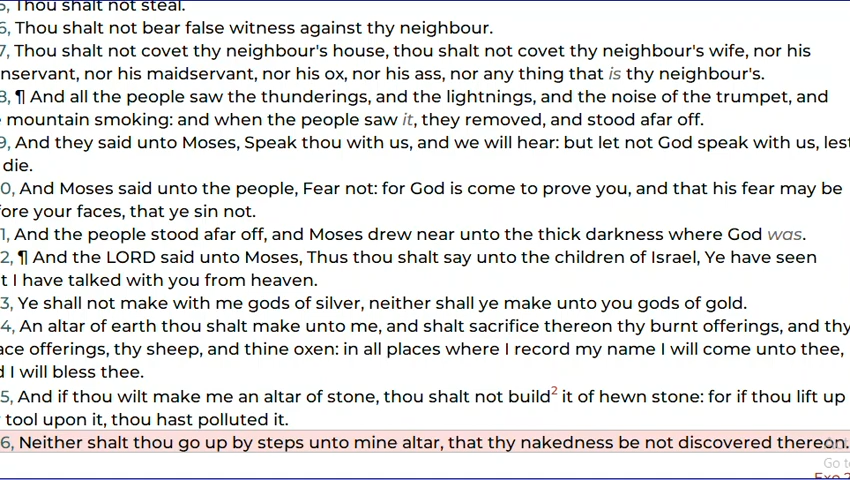 5, Thou shalt not steal.
6, Thou shalt not bear false witness against thy neighbour.
7, Thou shalt not covet thy neighbour's house, thou shalt not covet thy neighbour's wife, nor his
nservant, nor his maidservant, nor his ox, nor his ass, nor any thing that is thy neighbour's.
8, ¶ And all the people saw the thunderings, and the lightnings, and the noise of the trumpet, and
mountain smoking: and when the people saw it, they removed, and stood afar off.
9, And they said unto Moses, Speak thou with us, and we will hear: but let not God speak with us, lest
die.
0, And Moses said unto the people, Fear not: for God is come to prove you, and that his fear may be
fore your faces, that ye sin not.
1, And the people stood afar off, and Moses drew near unto the thick darkness where God was.
2, ¶ And the LORD said unto Moses, Thus thou shalt say unto the children of Israel, Ye have seen
t I have talked with you from heaven.
3, Ye shall not make with me gods of silver, neither shall ye make unto you gods of gold.
4, An altar of earth thou shalt make unto me, and shalt sacrifice thereon thy burnt offerings, and thy
ace offerings, thy sheep, and thine oxen: in all places where I record my name I will come unto thee,
d I will bless thee.
5, And if thou wilt make me an altar of stone, thou shalt not build2 it of hewn stone: for if thou lift up
tool upon it, thou hast polluted it.
6, Neither shalt thou go up by steps unto mine altar, that thy nakedness be not discovered thereon.
Go t